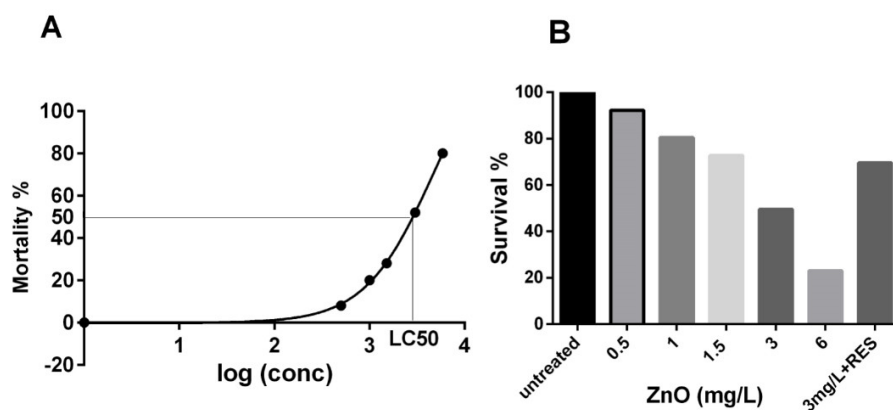 A
100
80
60
50
40
20
0
-20
Mortality %
1
2
3
4
LC50
log (conc)
B
100
80
60
40
20
0
Survival %
untreated
0.5
1
1.5
3
6
3mg/L+RES
ZnO (mg/L)